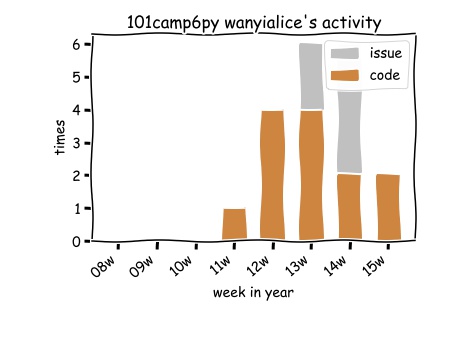 101camp6py wanyialice's activity
issue
code
6
5
4
3
2
1
0
times
08w 09w 10w 11w 12w 13w 14w 15w
week in year